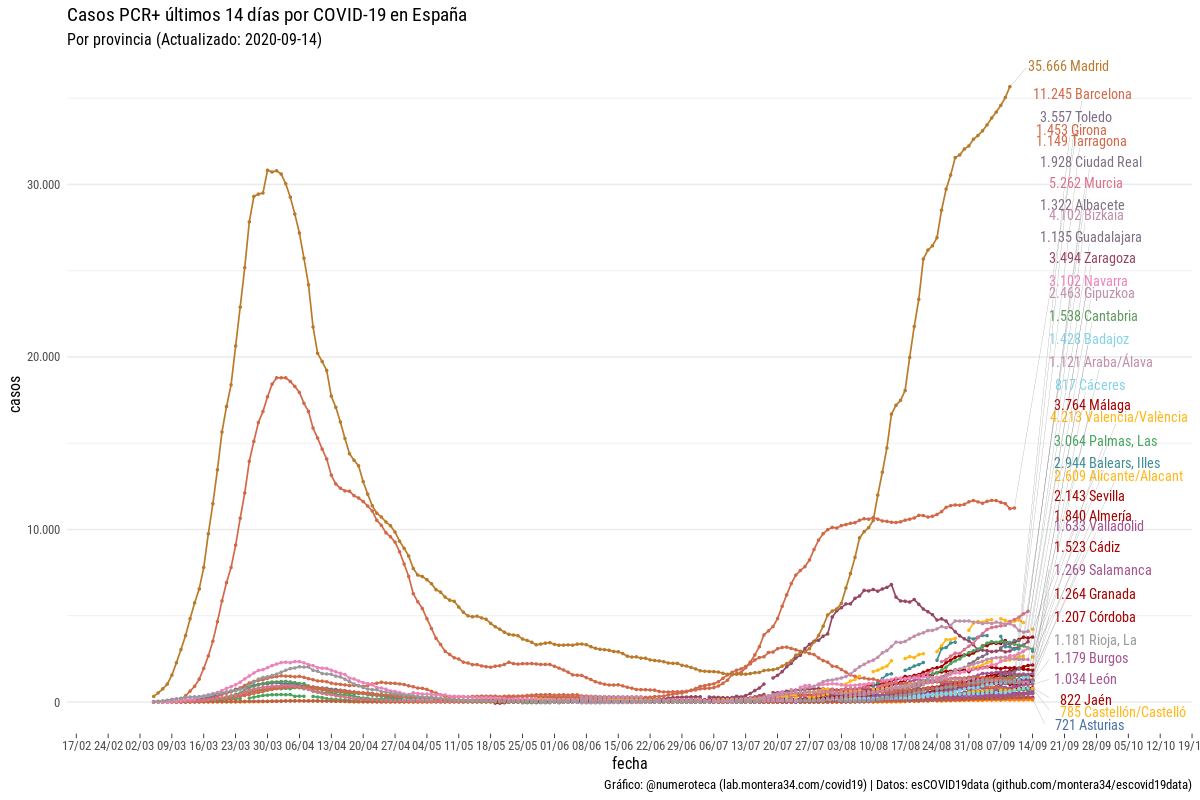 Casos PCR+ últimos 14 días por COVID-19 en España
Por provincia (Actualizado: 2020-09-14)
35.666 Madrid
11.245 Barcelona
3.557 Toledo
1.453 Girona
1.149 Tarragona
1.928 Ciudad Real
5.262 Murcia
1.322 Albacete
4.102 Bizkaia
1.135 Guadalajara
3.494 Zaragoza
3.102 Navarra
2.463 Gipuzkoa
1.538 Cantabria
1.428 Badajoz
1.121 Araba/Álava
817 Cáceres
3.764 Málaga
4.213 Valencia/València
3.064 Palmas, Las
2.944 Balears, Illes
2.609 Alicante/Alacant
2.143 Sevilla
1.840 Almería
1.633 Valladolid
1.523 Cádiz
1.269 Salamanca
1.264 Granada
1.207 Córdoba
1.181 Rioja, La
1.179 Burgos
1.034 León
822 Jaén
785 Castellón/Castelló
721 Asturias
30.000
20.000
10.000
0
casos
17/02 24/02 02/03 09/03 16/03 23/03 30/03 06/04 13/04 20/04 27/04 04/05 11/05 18/05 25/05 01/06 08/06 15/06 22/06 29/06 06/07 13/07 20/07 27/07 03/08 10/08 17/08 24/08 31/08 07/09 14/09 21/09 28/09 05/10 12/10 19/1
fecha
Gráfico: @numeroteca (lab.montera34.com/covid19) | Datos: esCOVID19data (github.com/montera34/escovid19data)